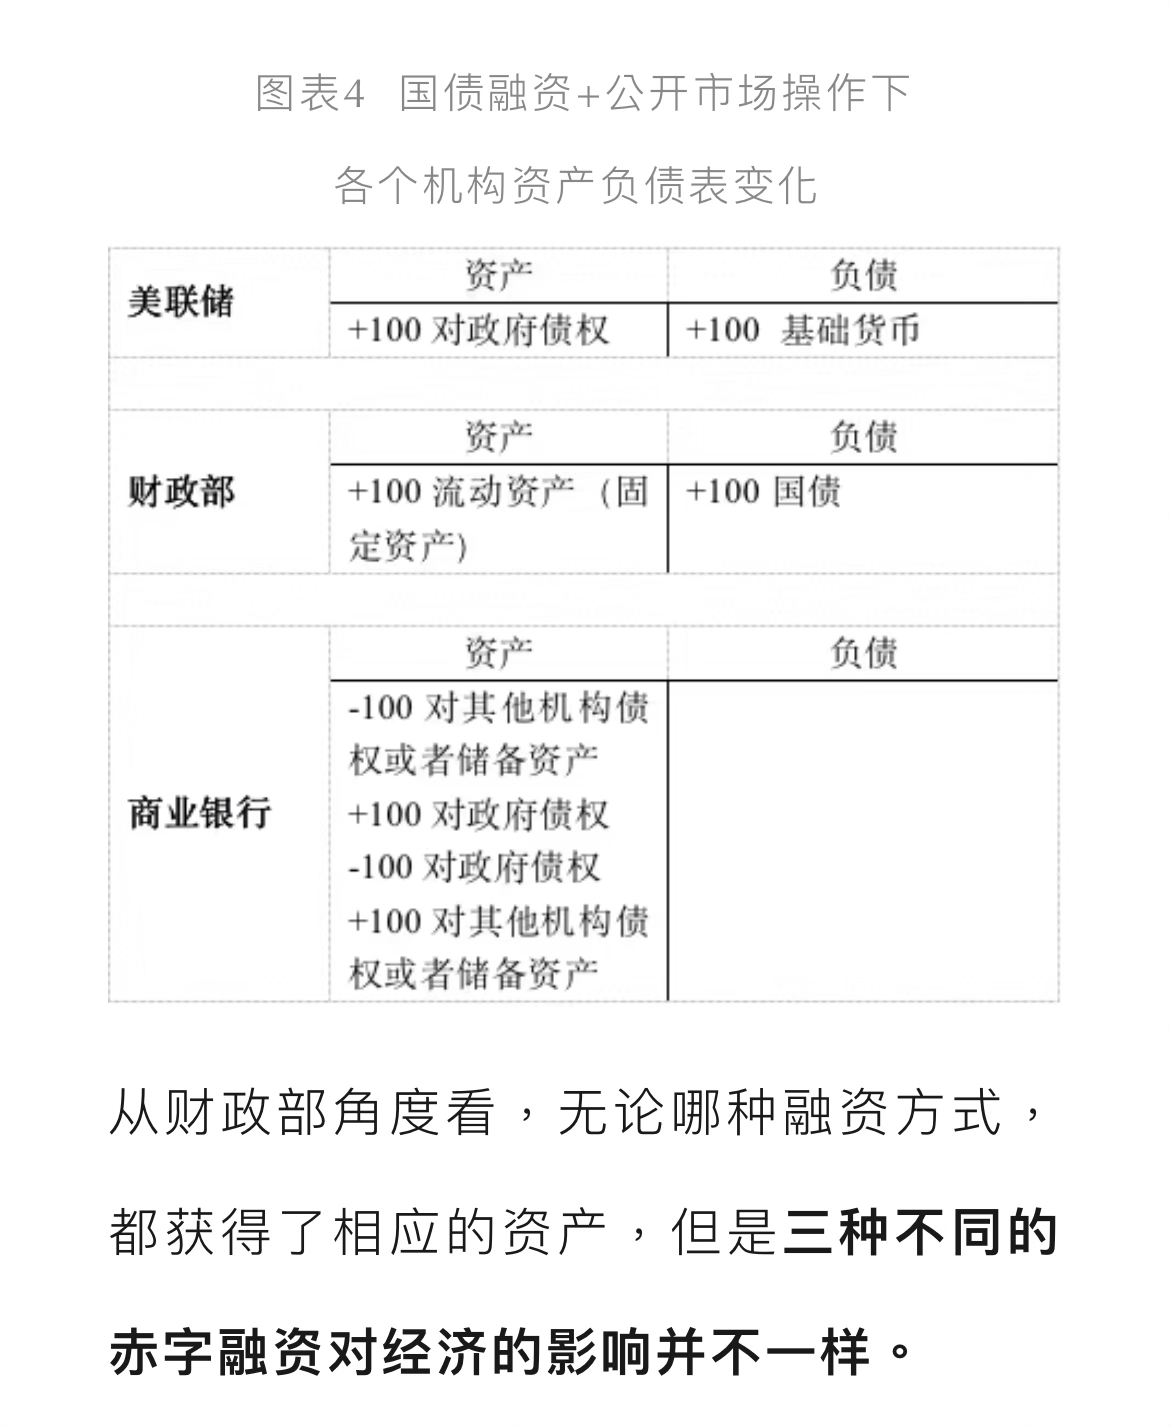 图表4 国债融资+公开市场操作下
各个机构资产负债表变化
美联储
资产 负债
+100 对政府债权 +100 基础货币
财政部
资产 负债
+100 流动资产（固 +100 国债
定资产）
商业银行
资产 负债
-100 对其他机构债
权或者储备资产
+100 对政府债权
-100 对政府债权
+100 对其他机构债
权或者储备资产
从财政部角度看，无论哪种融资方式，
都获得了相应的资产，但是三种不同的
赤字融资对经济的影响并不一样。